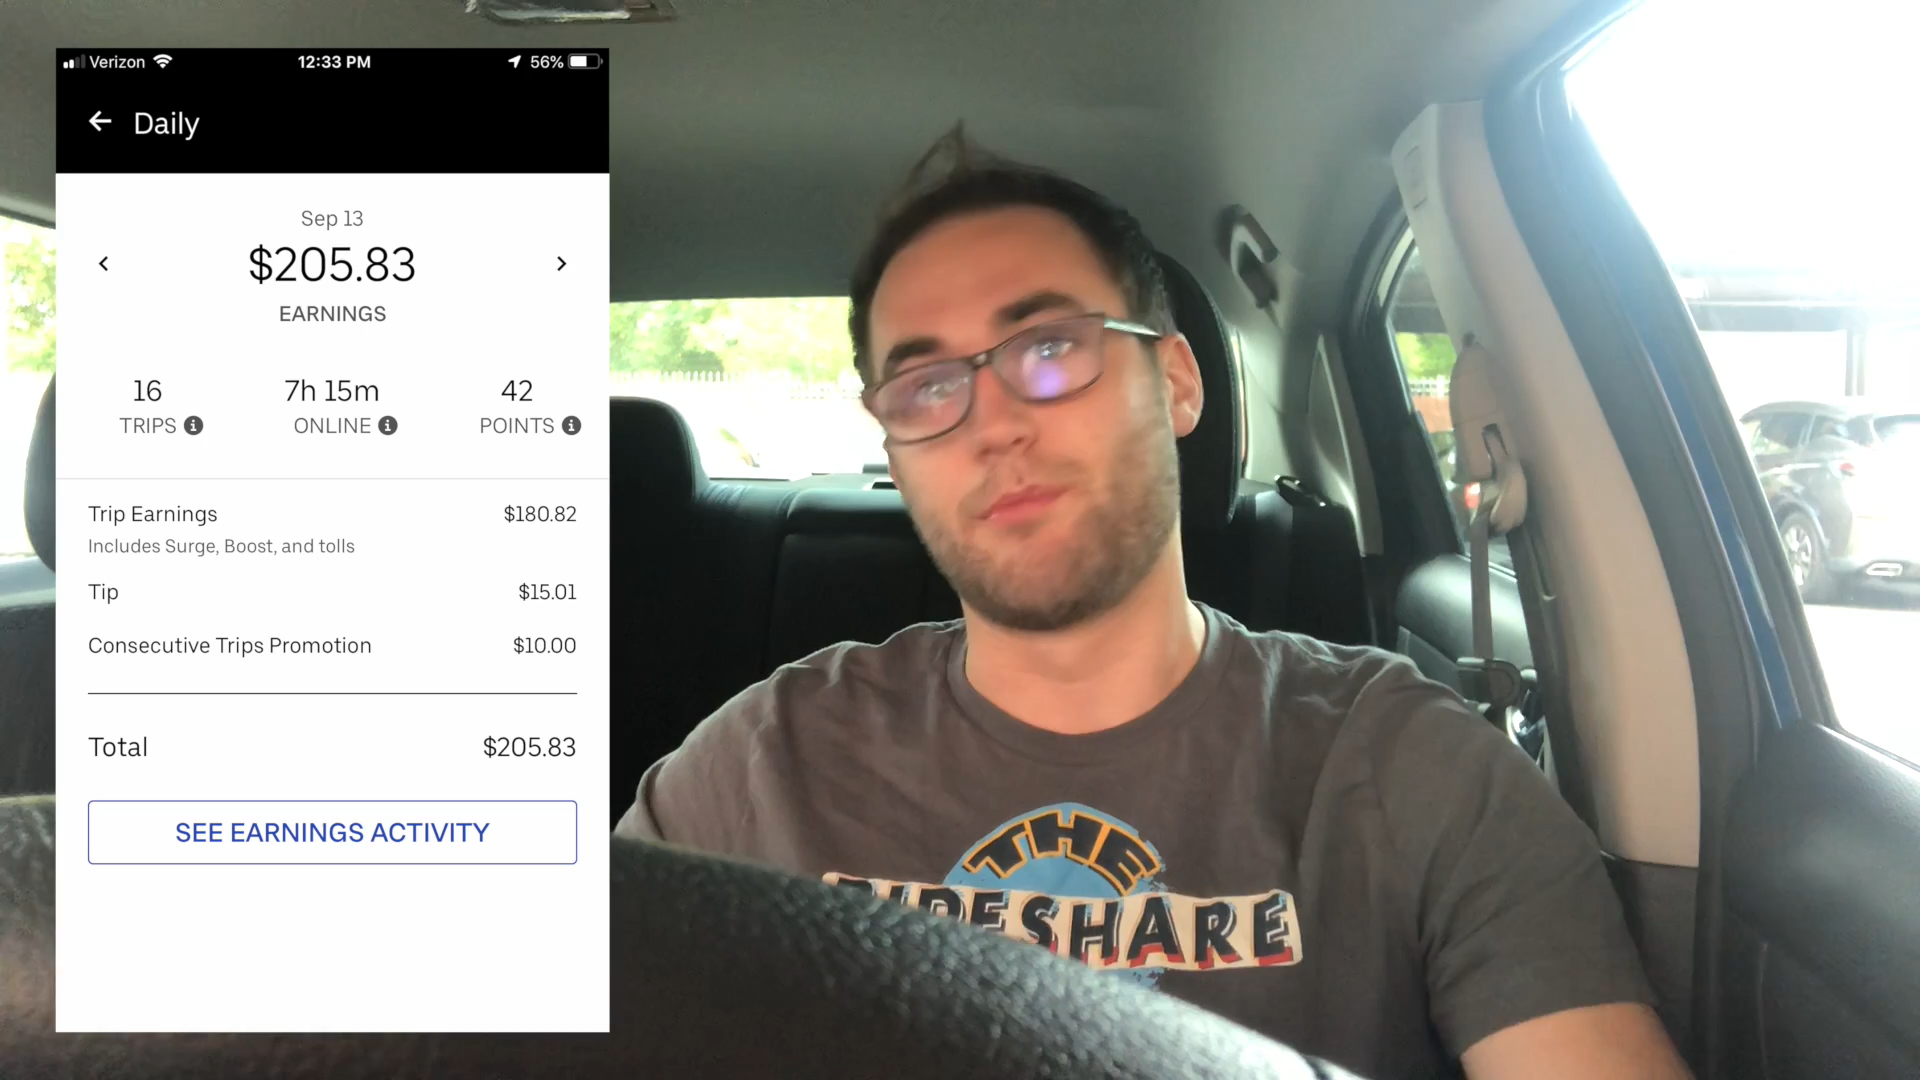 Verizon 12:33 PM 56%
Daily
Sep 13
$205.83
EARNINGS
16 7h 15m 42
TRIPS ONLINE POINTS
Trip Earnings $180.82
Includes Surge, Boost, and tolls
Tip $15.01
Consecutive Trips Promotion $10.00
Total $205.83
SEE EARNINGS ACTIVITY
THE
RIDESHARE